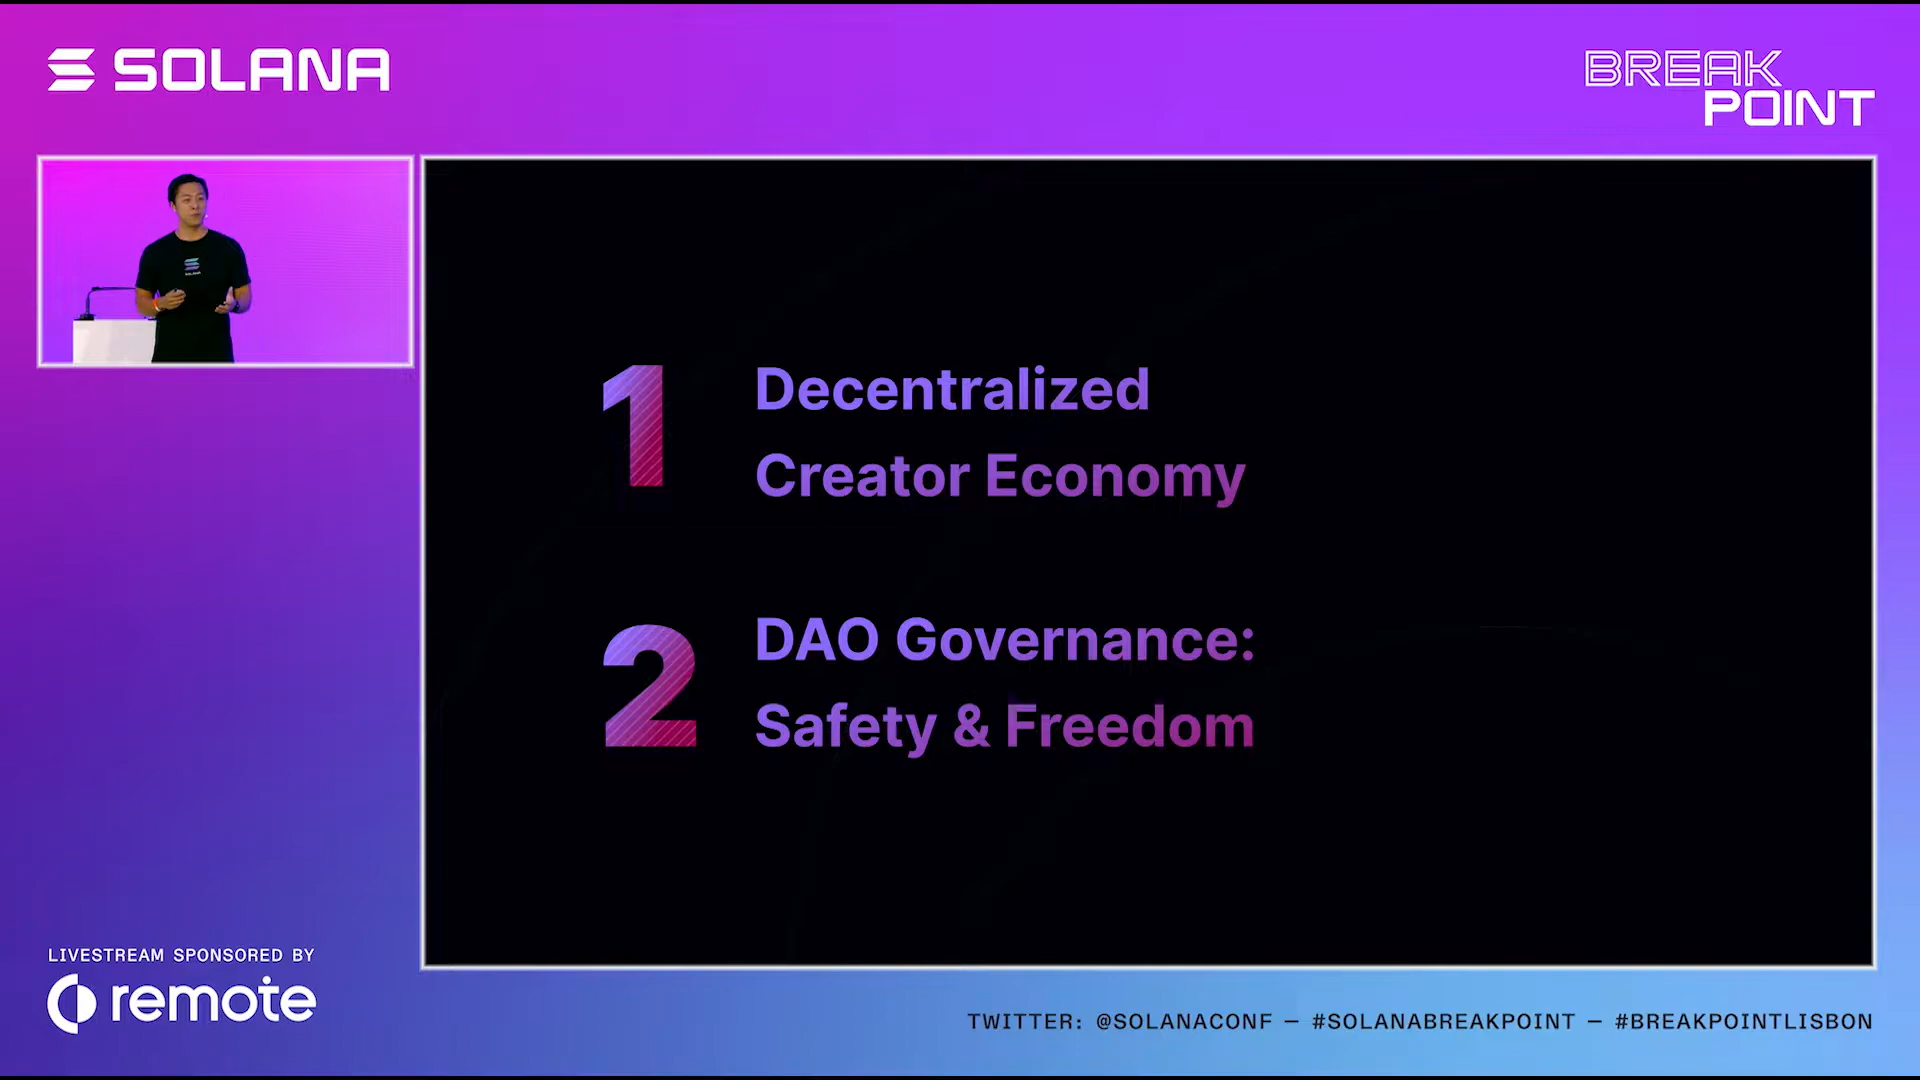 SOLANA
BREAK
POINT
1
Decentralized
Creator Economy
2
DAO Governance:
Safety & Freedom
LIVESTREAM SPONSORED BY
remote
TWITTER: @SOLANACONF — #SOLANABREAKPOINT — #BREAKPOINTLISBON